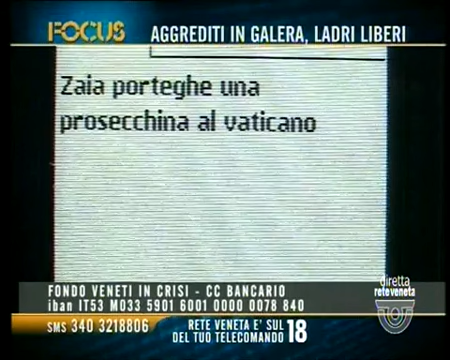 FOCUS AGGREDITI IN GALERA, LADRI LIBERI
Zaia porteghe una
prosecchina al vaticano
diretta
reteveneta
FONDO VENETI IN CRISI - CC BANCARIO
iban IT53 M033 5901 6001 0000 0078 840
SMS 340 3218806
RETE VENETA E' SUL 18
DEL TUO TELECOMANDO